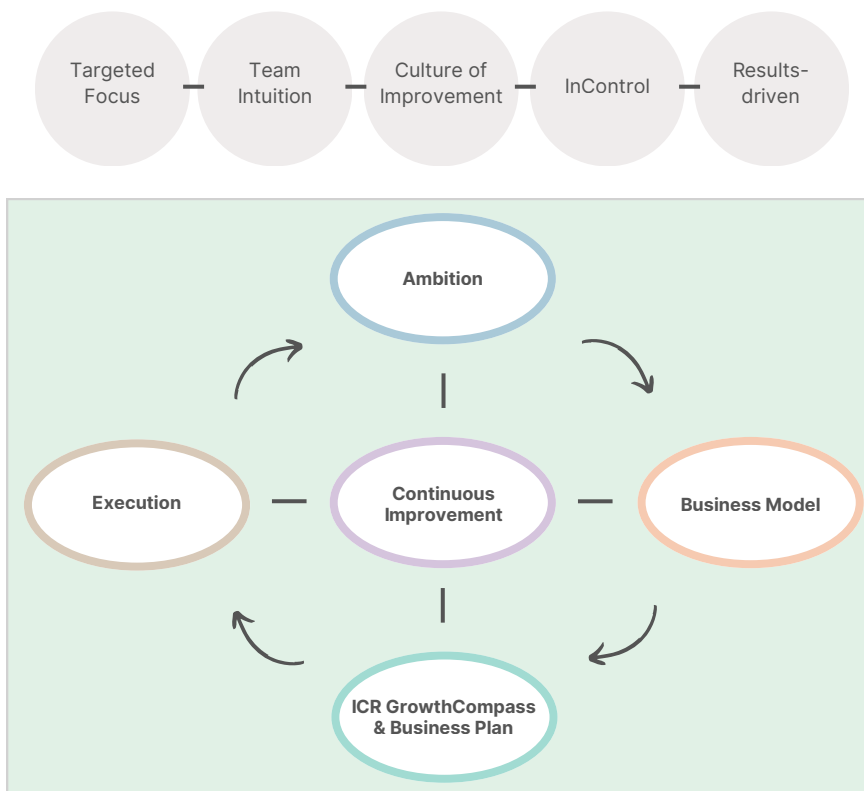 Targeted
Focus
Team
Intuition
Culture of
Improvement
InControl
Results-
driven
Ambition
Execution
Continuous
Improvement
Business Model
ICR GrowthCompass
& Business Plan